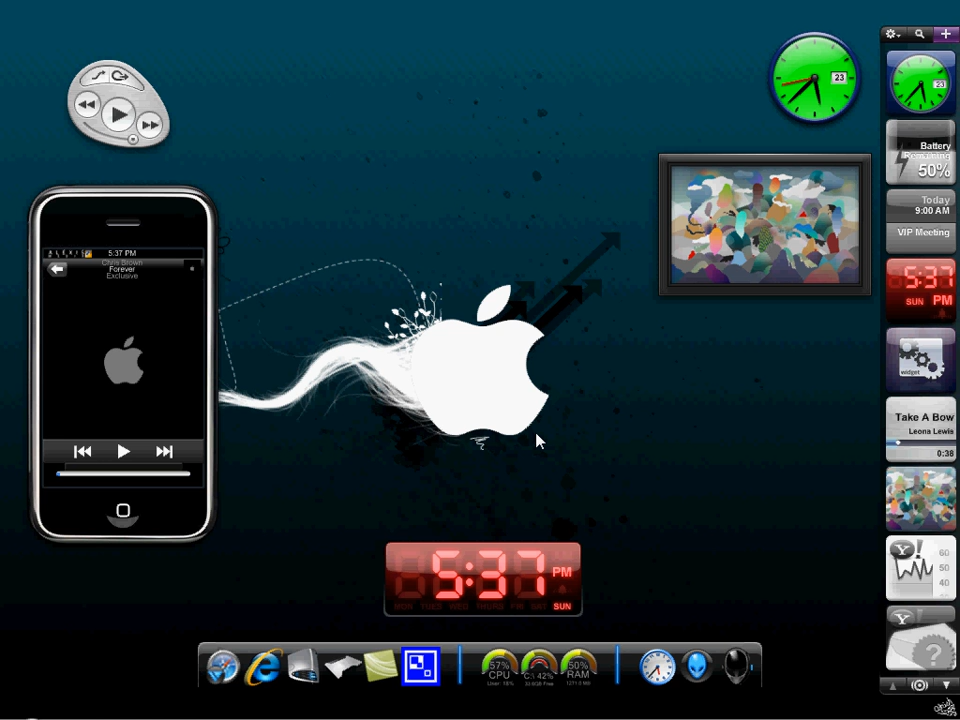 23
5:37 PM
Chris Brown
Forever
Exclusive
5:37
PM
MON TUES WED THURS FRI SAT SUN
57%
CPU
C: 42%
50%
RAM
23
Battery
Remaining
50%
Today
9:00 AM
VIP Meeting
5:37
SUN PM
widget
Take A Bow
Leona Lewis
0:38
Y!
60
50
40
Y!
?